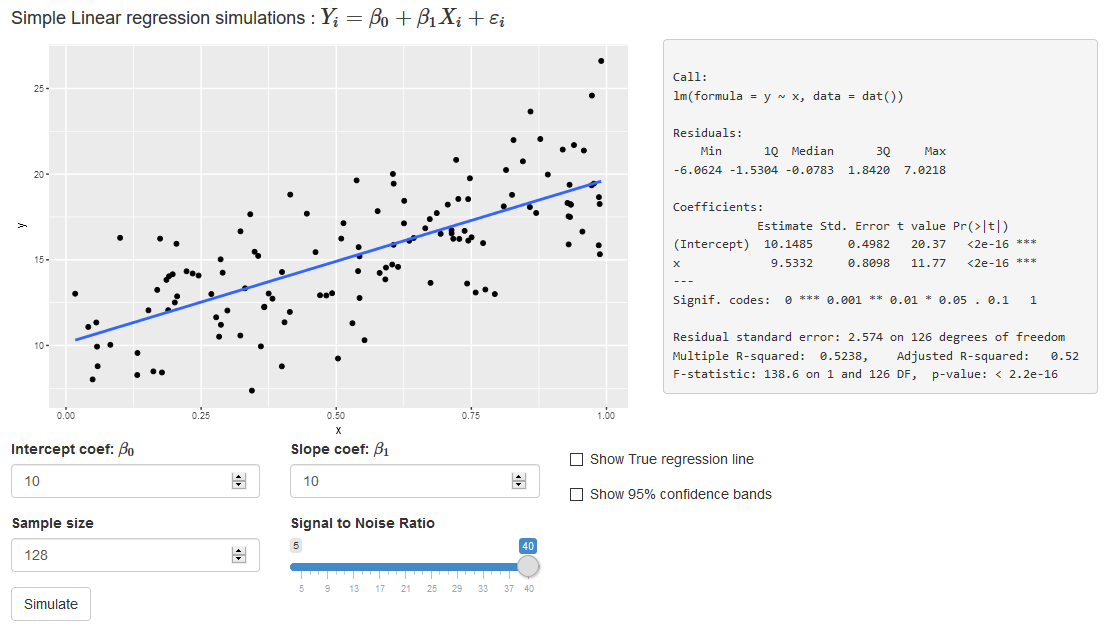 Simple Linear regression simulations : Yᵢ = β₀ + β₁Xᵢ + εᵢ
25
20
15
10
y
0.00 0.25 0.50 0.75 1.00
x
Call:
lm(formula = y ~ x, data = dat())
Residuals:
Min 1Q Median 3Q Max
-6.0624 -1.5304 -0.0783 1.8420 7.0218
Coefficients:
Estimate Std. Error t value Pr(>|t|)
(Intercept) 10.1485 0.4982 20.37 <2e-16 ***
x 9.5332 0.8098 11.77 <2e-16 ***
---
Signif. codes: 0 *** 0.001 ** 0.01 * 0.05 . 0.1 1
Residual standard error: 2.574 on 126 degrees of freedom
Multiple R-squared: 0.5238, Adjusted R-squared: 0.52
F-statistic: 138.6 on 1 and 126 DF, p-value: < 2.2e-16
Intercept coef: β₀
10
Slope coef: β₁
10
Show True regression line
Show 95% confidence bands
Sample size
128
Signal to Noise Ratio
5 40
5 9 13 17 21 25 29 33 37 40
Simulate